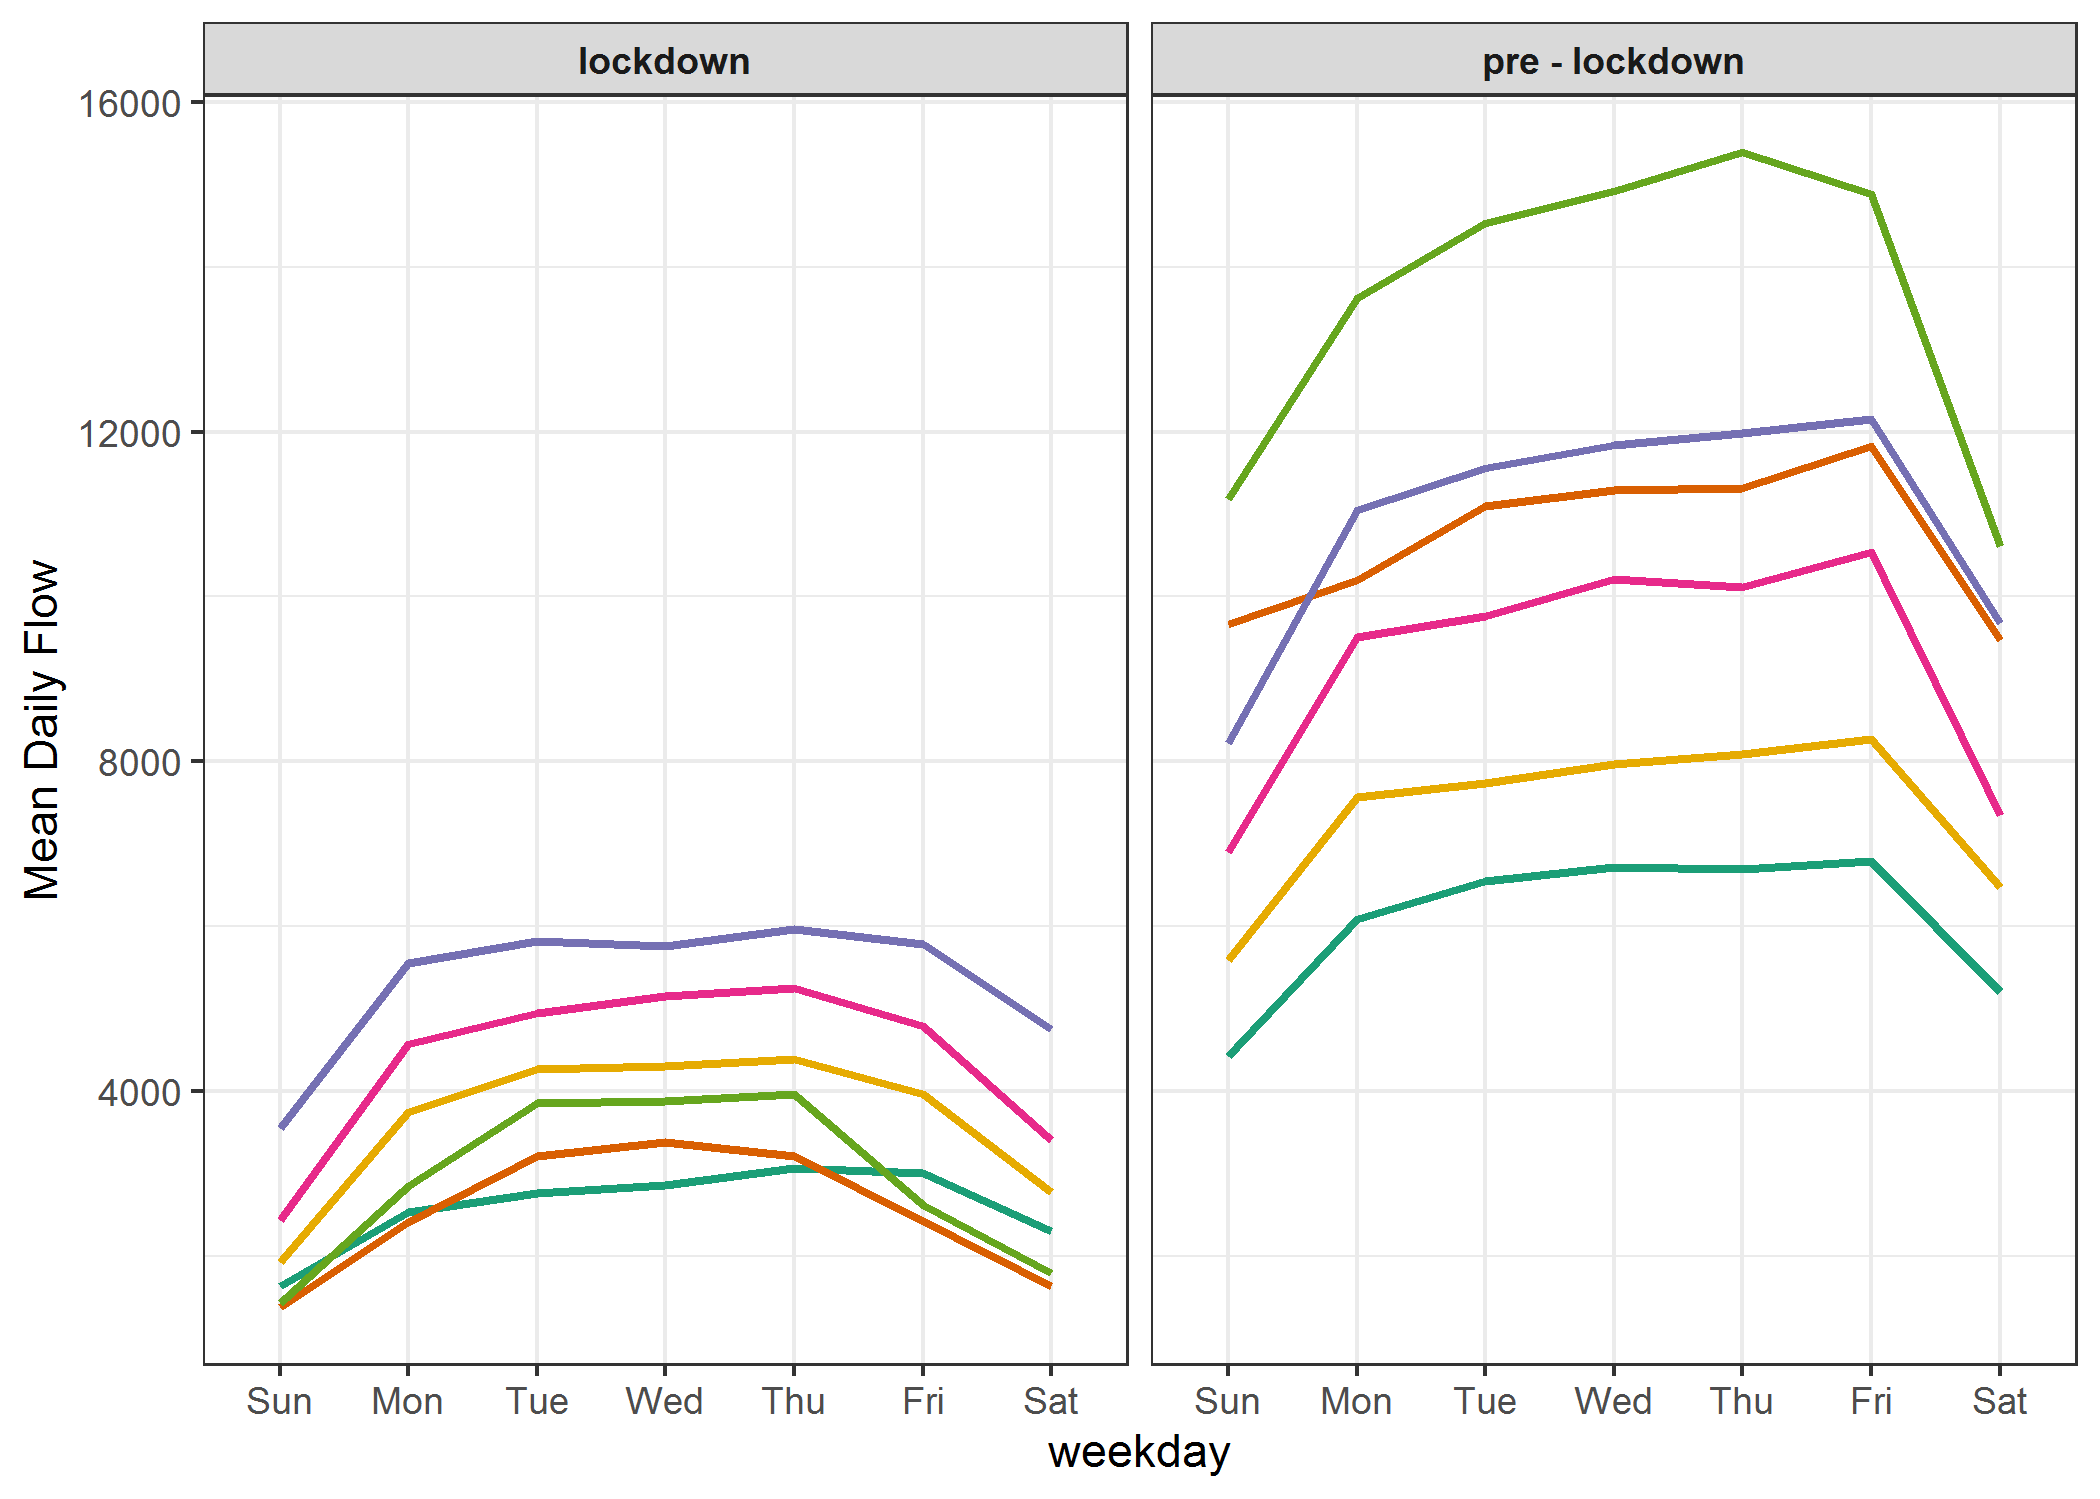 lockdown
pre - lockdown
16000
12000
8000
4000
Mean Daily Flow
Sun Mon Tue Wed Thu Fri Sat
Sun Mon Tue Wed Thu Fri Sat
weekday